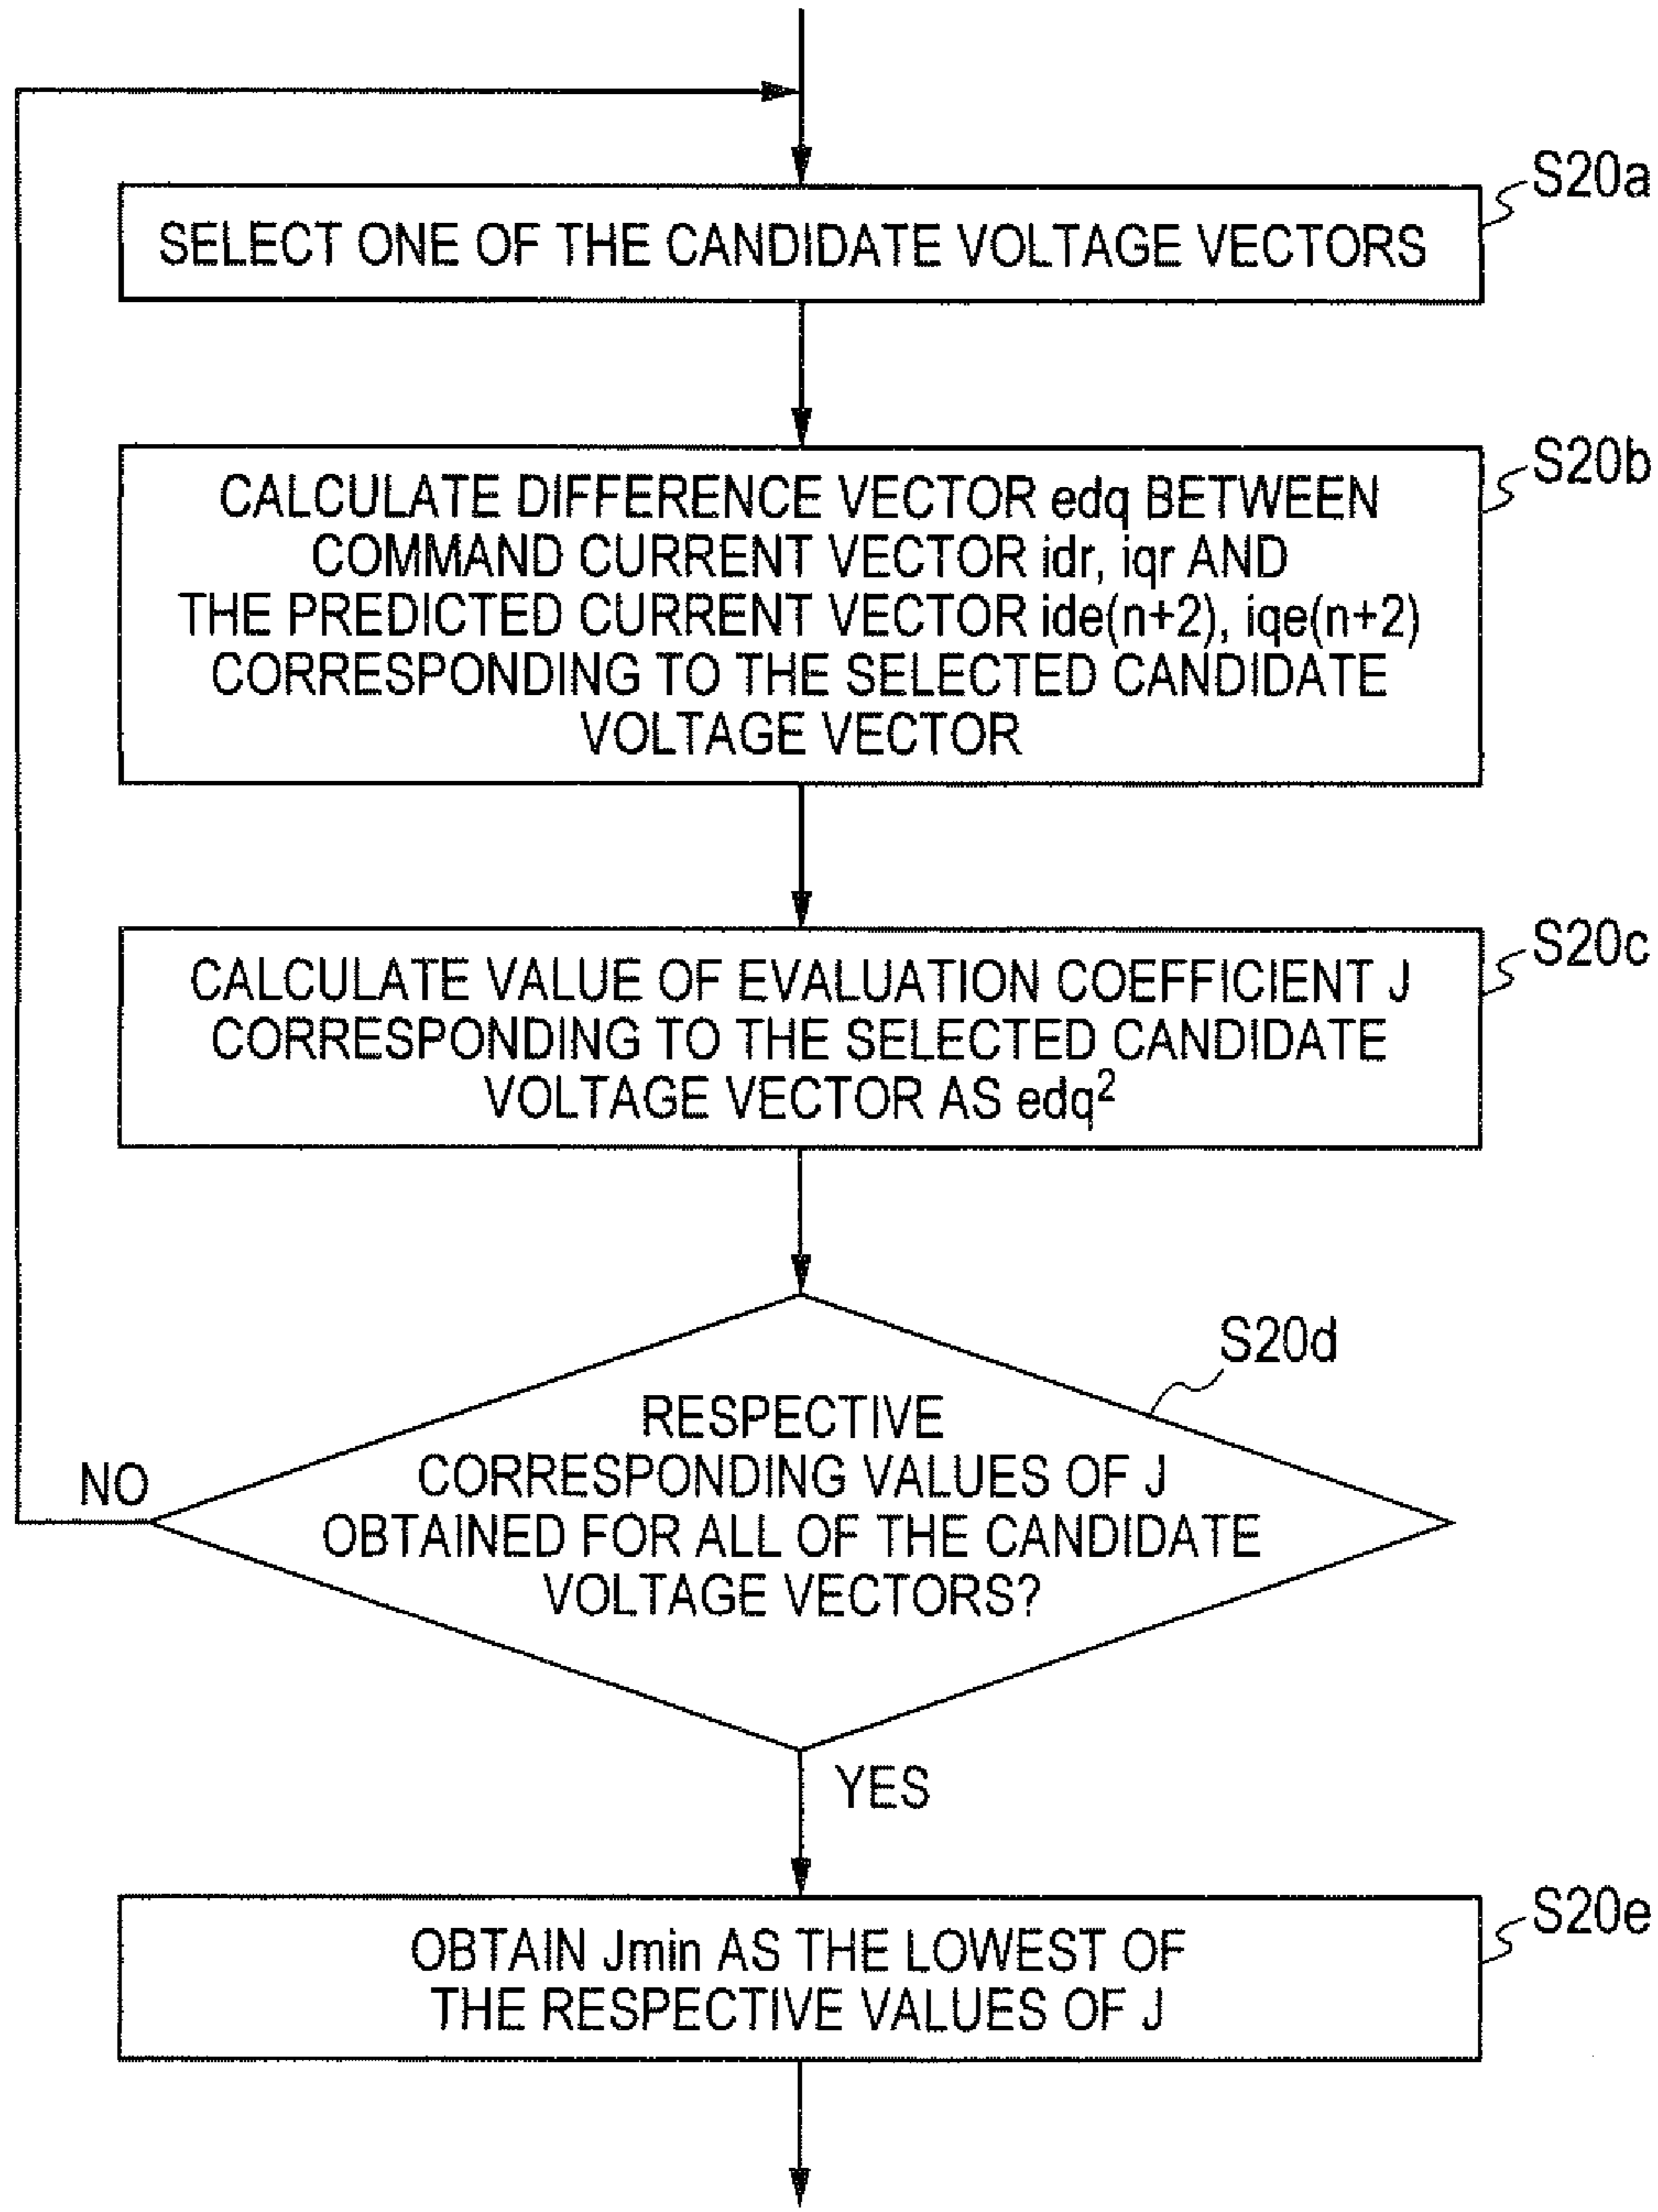 S20a
SELECT ONE OF THE CANDIDATE VOLTAGE VECTORS
S20b
CALCULATE DIFFERENCE VECTOR edq BETWEEN
COMMAND CURRENT VECTOR idr, iqr AND
THE PREDICTED CURRENT VECTOR ide(n+2), iqe(n+2)
CORRESPONDING TO THE SELECTED CANDIDATE
VOLTAGE VECTOR
S20c
CALCULATE VALUE OF EVALUATION COEFFICIENT J
CORRESPONDING TO THE SELECTED CANDIDATE
VOLTAGE VECTOR AS edq²
S20d
RESPECTIVE
CORRESPONDING VALUES OF J
OBTAINED FOR ALL OF THE CANDIDATE
VOLTAGE VECTORS?
NO
YES
S20e
OBTAIN Jmin AS THE LOWEST OF
THE RESPECTIVE VALUES OF J